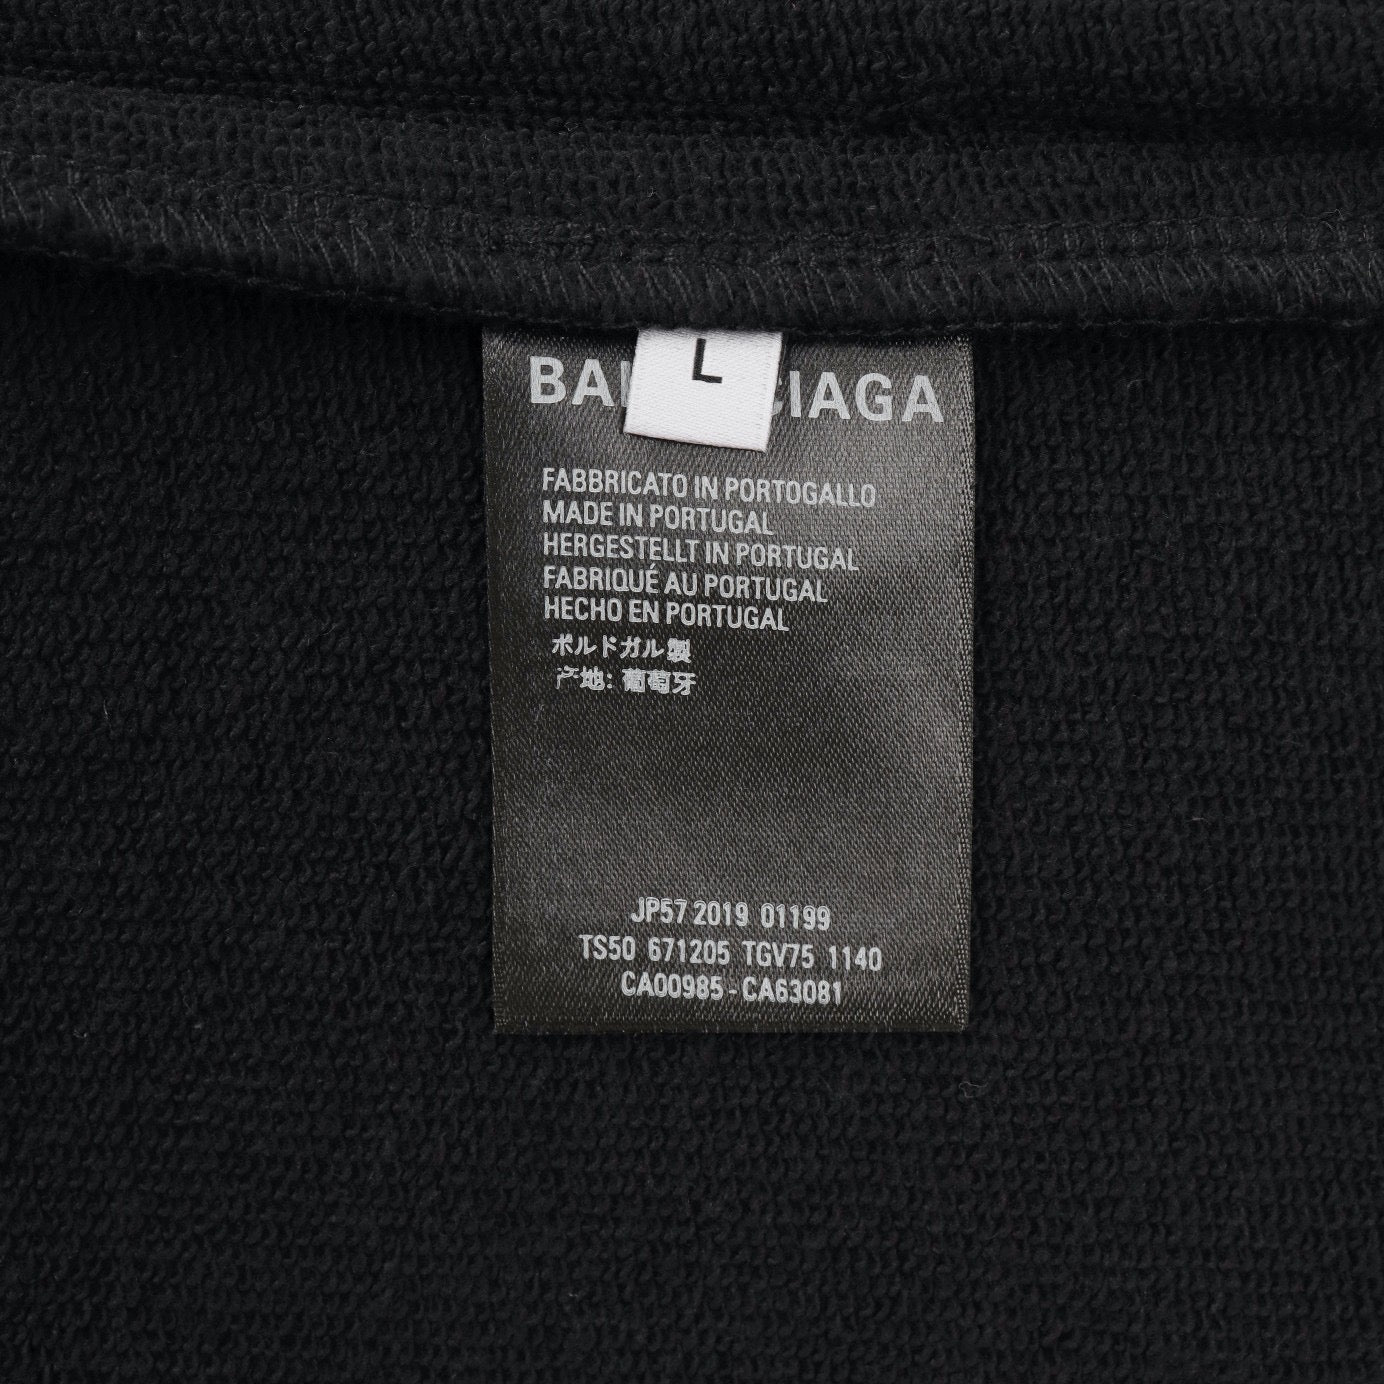 L
BAL CIAGA
FABBRICATO IN PORTOGALLO
MADE IN PORTUGAL
HERGESTELLT IN PORTUGAL
FABRIQUÉ AU PORTUGAL
HECHO EN PORTUGAL
ポルトガル製
产地: 葡萄牙
JP57 2019 01199
TS50 671205 TGV75 1140
CA00985 - CA63081